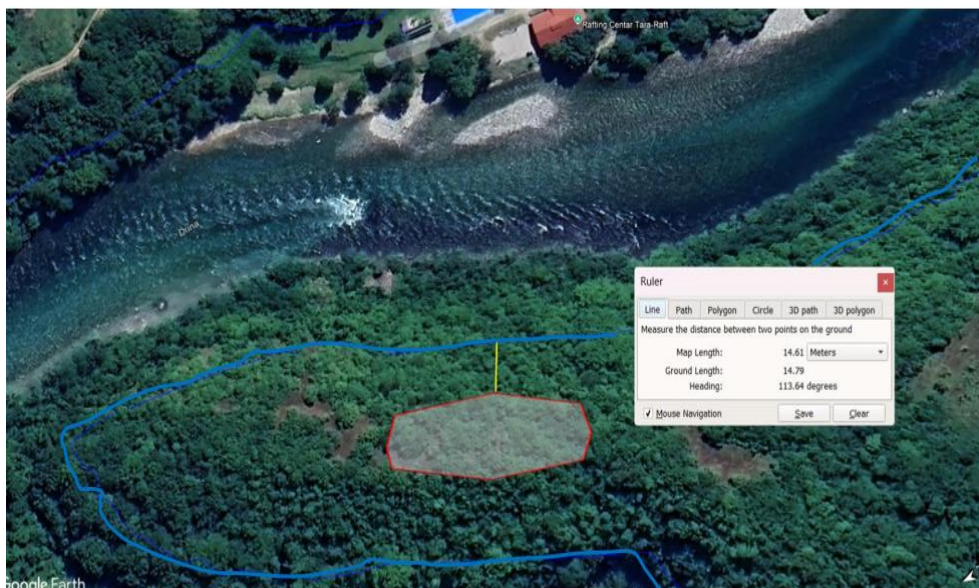 Rafting Centar Tara-Raft
Drina
Ruler
Line Path Polygon Circle 3D path 3D polygon
Measure the distance between two points on the ground
Map Length: 14.61 Meters
Ground Length: 14.79
Heading: 113.64 degrees
Mouse Navigation Save Clear
Google Earth